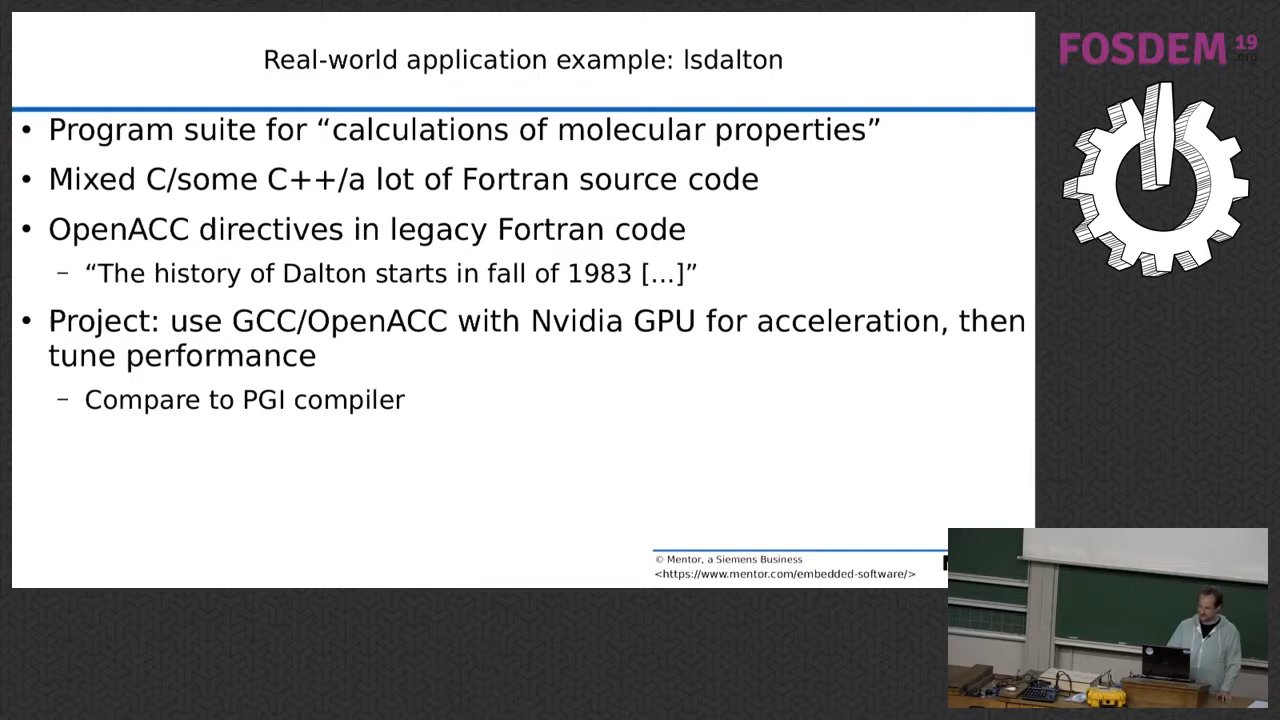 Real-world application example: lsdalton
• Program suite for “calculations of molecular properties”
• Mixed C/some C++/a lot of Fortran source code
• OpenACC directives in legacy Fortran code
– “The history of Dalton starts in fall of 1983 [...]”
• Project: use GCC/OpenACC with Nvidia GPU for acceleration, then
tune performance
– Compare to PGI compiler
© Mentor, a Siemens Business
<https://www.mentor.com/embedded-software/>
FOSDEM 19
.org